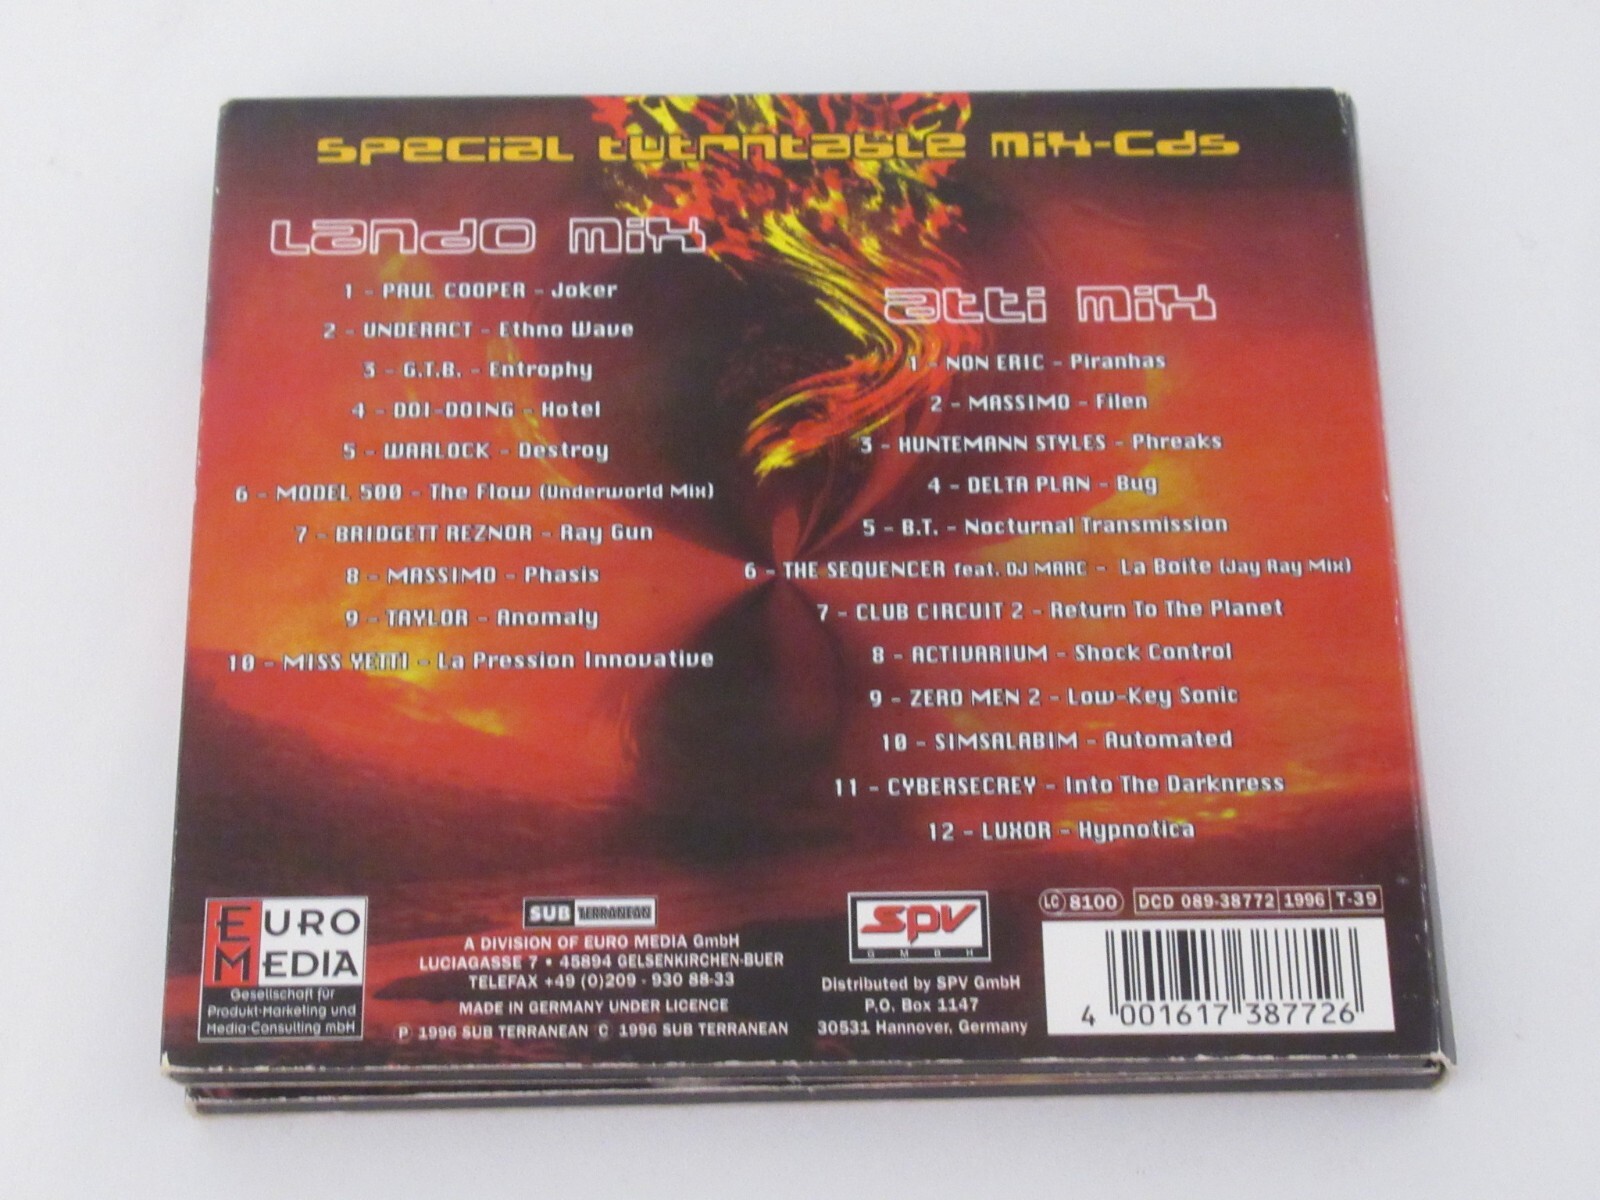 Special tutrntable mix-Cds
Lando Mix
1 - PAUL COOPER - Joker
2 - UNDERACT - Ethno Wave
3 - G.T.B. - Entrophy
4 - DOI-DOING - Hotel
5 - WARLOCK - Destroy
6 - MODEL 500 - The Flow (Underworld Mix)
7 - BRIDGETT REZNOR - Ray Gun
8 - MASSIMO - Phasis
9 - TAYLOR - Anomaly
10 - MISS YETTI - La Pression Innovative
atti Mix
1 - NON ERIC - Piranhas
2 - MASSIMO - Filen
3 - HUNTEMANN STYLES - Phreaks
4 - DELTA PLAN - Bug
5 - B.T. - Nocturnal Transmission
6 - THE SEQUENCER feat. DJ MARC - La Boite (Jay Ray Mix)
7 - CLUB CIRCUIT 2 - Return To The Planet
8 - ACTIVARIUM - Shock Control
9 - ZERO MEN 2 - Low-Key Sonic
10 - SIMSALABIM - Automated
11 - CYBERSECREY - Into The Darknress
12 - LUXOR - Hypnotica
EURO
MEDIA
Gesellschaft für
Produkt-Marketing und
Media-Consulting mbH
SUB TERRANEAN
A DIVISION OF EURO MEDIA GmbH
LUCIAGASSE 7 • 45894 GELSENKIRCHEN-BUER
TELEFAX +49 (0)209 - 930 88-33
MADE IN GERMANY UNDER LICENCE
℗ 1996 SUB TERRANEAN © 1996 SUB TERRANEAN
SPV
GMBH
Distributed by SPV GmbH
P.O. Box 1147
30531 Hannover, Germany
LC 8100 DCD 089-38772 1996 T-39
4 001617 387726